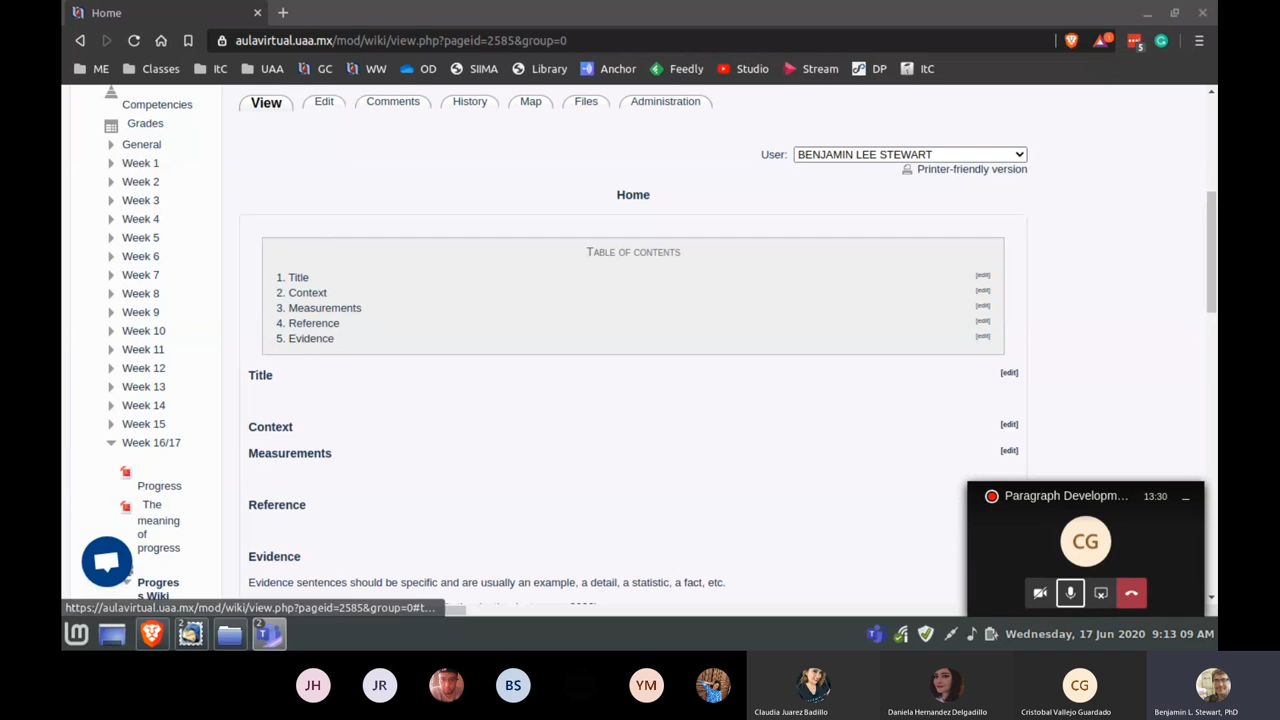 Home
aulavirtual.uaa.mx/mod/wiki/view.php?pageid=2585&group=0
5
ME Classes ItC UAA GC WW OD SIIMA Library Anchor Feedly Studio Stream DP ItC
Competencies
Grades
General
Week 1
Week 2
Week 3
Week 4
Week 5
Week 6
Week 7
Week 8
Week 9
Week 10
Week 11
Week 12
Week 13
Week 14
Week 15
Week 16/17
Progress
The
meaning
of
progress
Progres
s Wiki
View Edit Comments History Map Files Administration
User: BENJAMIN LEE STEWART
Printer-friendly version
Home
Table of contents
1. Title [edit]
2. Context [edit]
3. Measurements [edit]
4. Reference [edit]
5. Evidence [edit]
Title [edit]
Context [edit]
Measurements [edit]
Reference
Evidence
Evidence sentences should be specific and are usually an example, a detail, a statistic, a fact, etc.
Paragraph Developm... 13:30
CG
https://aulavirtual.uaa.mx/mod/wiki/view.php?pageid=2585&group=0#t...
2 2 Wednesday, 17 Jun 2020 9:13:09 AM
JH JR BS YM CG
Claudia Juarez Badillo Daniela Hernandez Delgadillo Cristobal Vallejo Guardado Benjamin L. Stewart, PhD